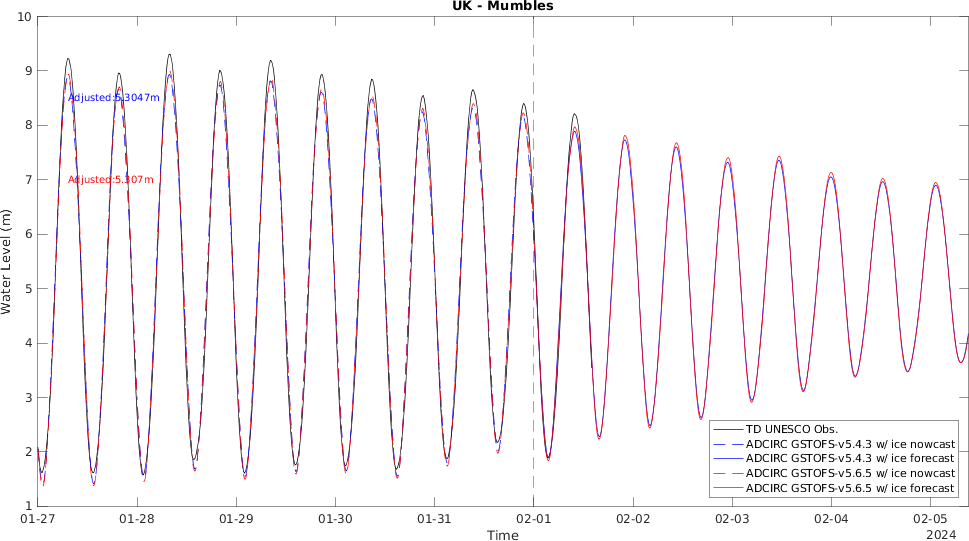 UK - Mumbles
10
9
8
7
6
5
4
3
2
1
Water Level (m)
Adjusted:5.3047m
Adjusted:5.307m
TD UNESCO Obs.
ADCIRC GSTOFS-v5.4.3 w/ ice nowcast
ADCIRC GSTOFS-v5.4.3 w/ ice forecast
ADCIRC GSTOFS-v5.6.5 w/ ice nowcast
ADCIRC GSTOFS-v5.6.5 w/ ice forecast
01-27 01-28 01-29 01-30 01-31 02-01 02-02 02-03 02-04 02-05
Time
2024